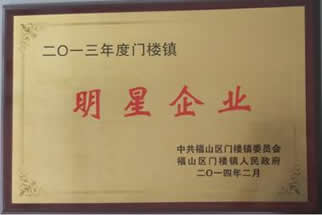 二〇一三年度门楼镇
明星企业
中共福山区门楼镇委员会
福山区门楼镇人民政府
二〇一四年二月